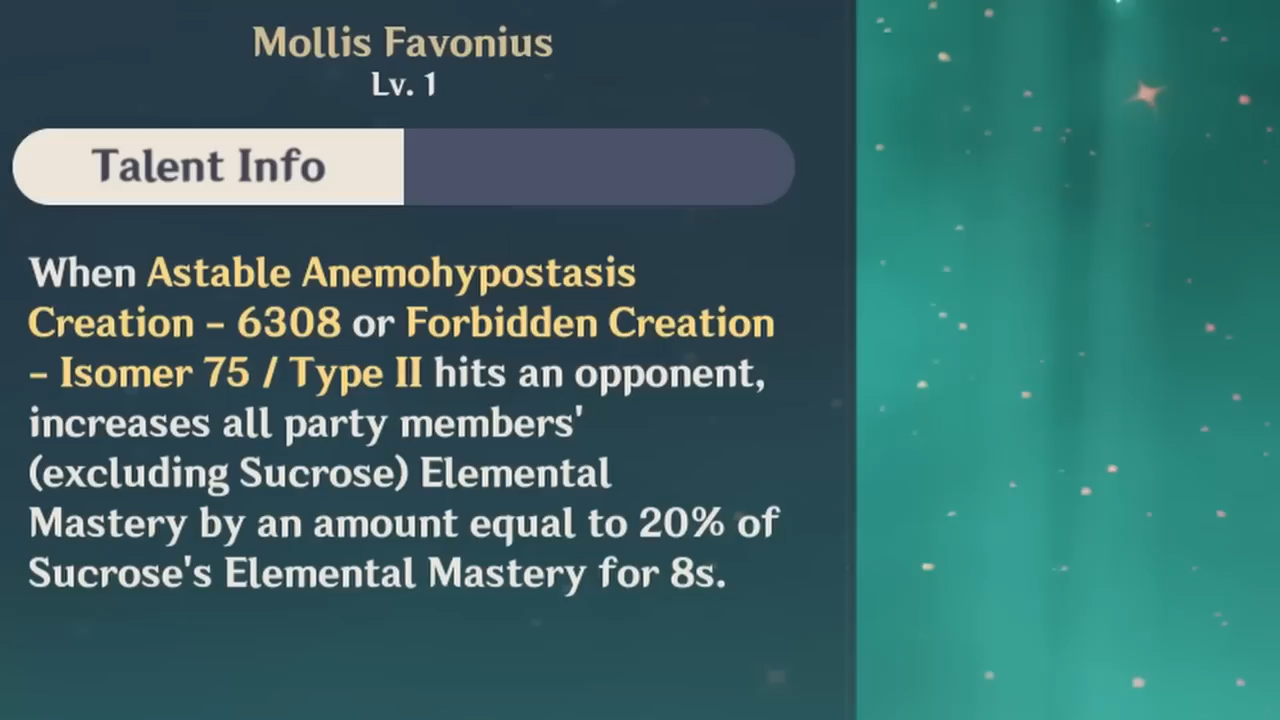 Mollis Favonius
Lv. 1
Talent Info
When Astable Anemohypostasis
Creation – 6308 or Forbidden Creation
– Isomer 75 / Type II hits an opponent,
increases all party members'
(excluding Sucrose) Elemental
Mastery by an amount equal to 20% of
Sucrose's Elemental Mastery for 8s.